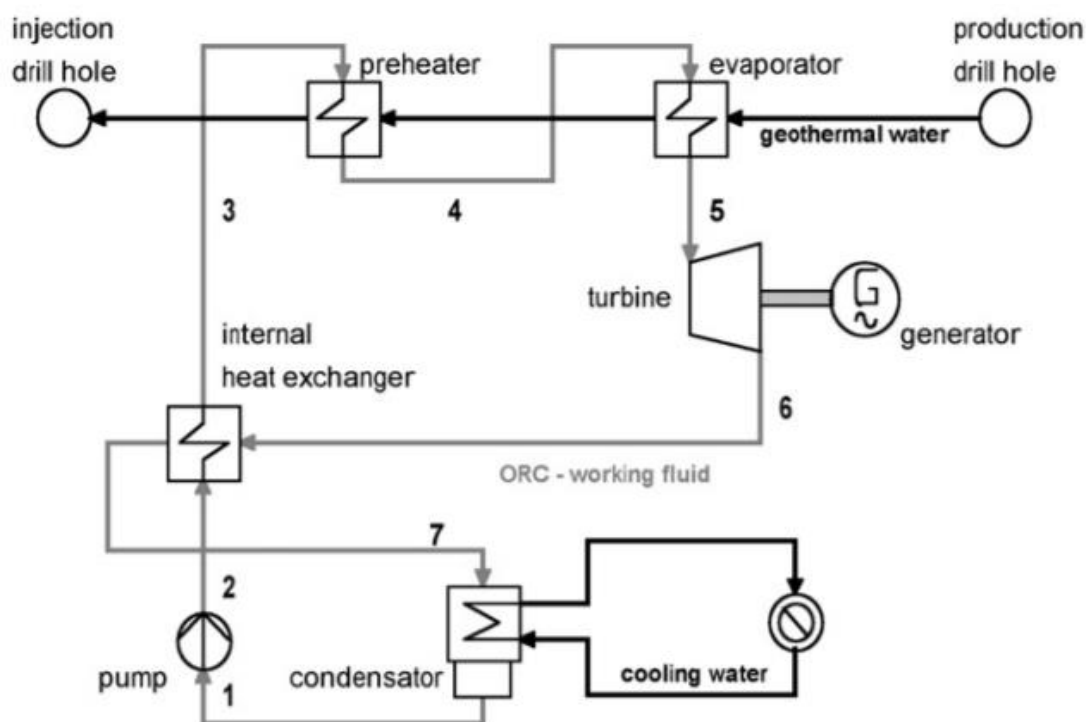 injection
drill hole
preheater
evaporator
production
drill hole
geothermal water
3
4
5
turbine
G
~
generator
internal
heat exchanger
6
ORC - working fluid
7
2
pump
1
condensator
cooling water